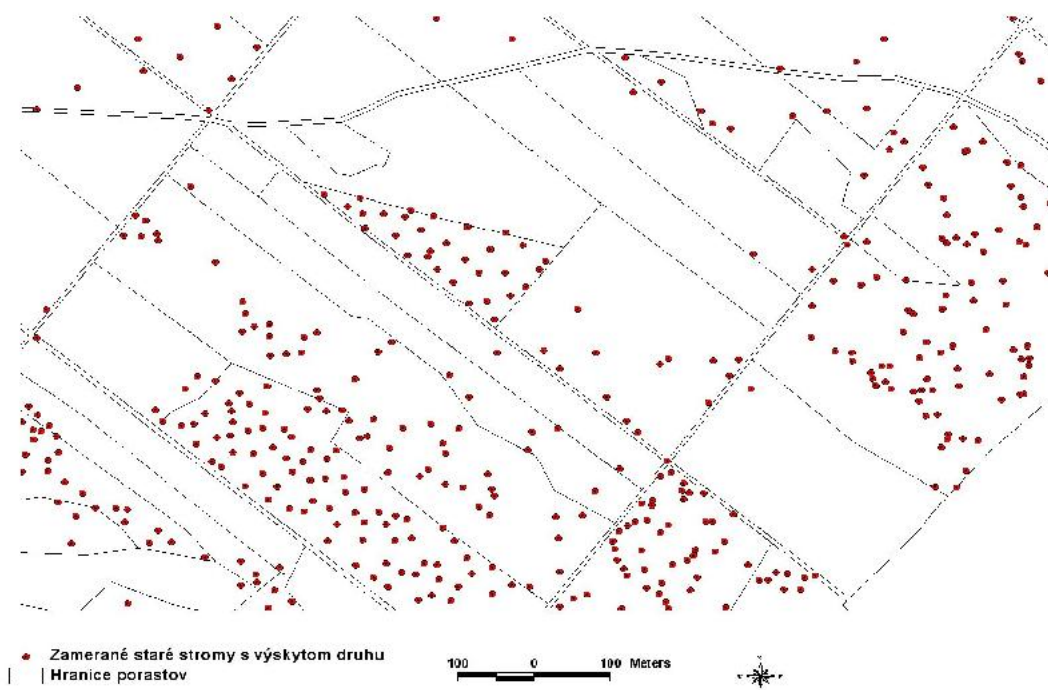 Zamerané staré stromy s výskytom druhu
Hranice porastov
100 0 100 Meters